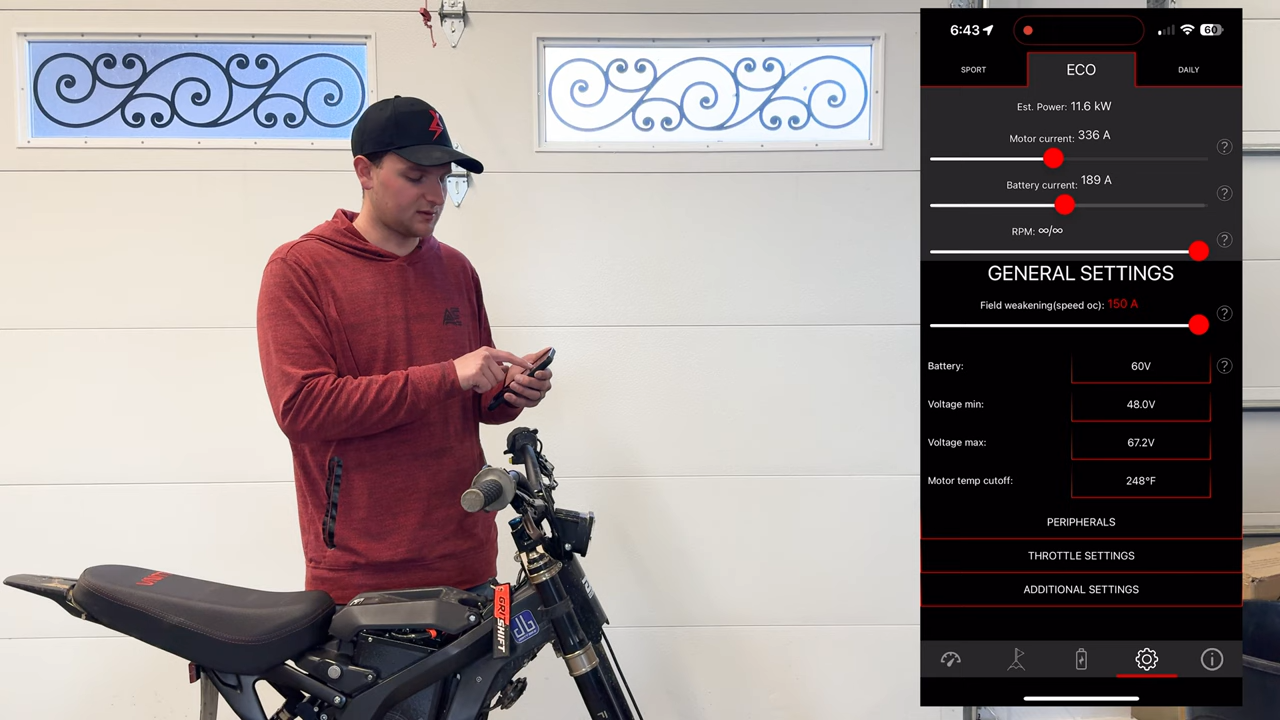 6:43
60
SPORT
ECO
DAILY
Est. Power: 11.6 kW
Motor current: 336 A
?
Battery current: 189 A
?
RPM: ∞/∞
?
GENERAL SETTINGS
Field weakening(speed oc): 150 A
?
Battery: 60V
?
Voltage min: 48.0V
Voltage max: 67.2V
Motor temp cutoff: 248°F
PERIPHERALS
THROTTLE SETTINGS
ADDITIONAL SETTINGS